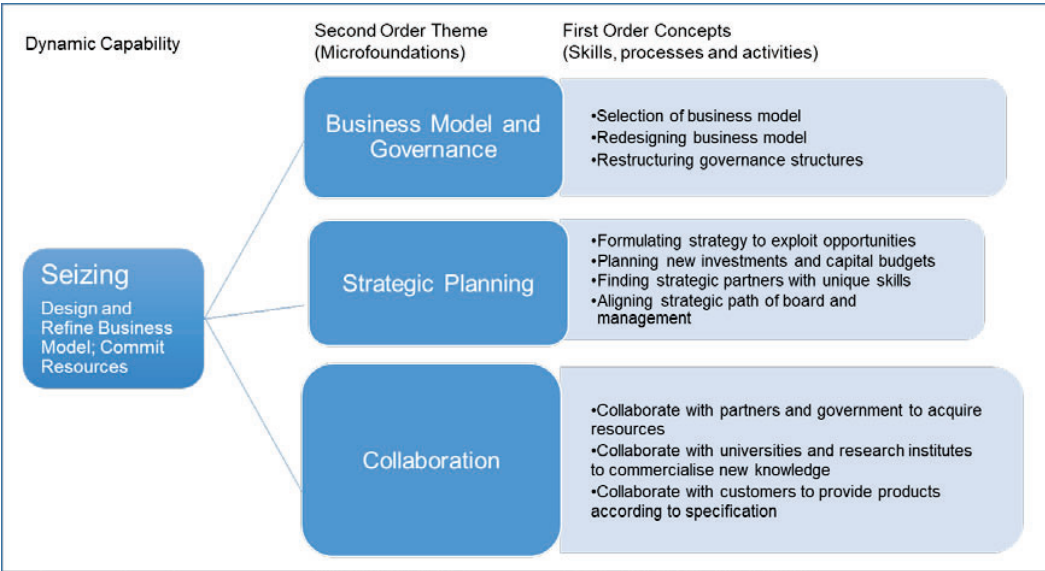 Dynamic Capability
Second Order Theme
(Microfoundations)
First Order Concepts
(Skills, processes and activities)
Seizing
Design and
Refine Business
Model; Commit
Resources
Business Model and
Governance
•Selection of business model
•Redesigning business model
•Restructuring governance structures
Strategic Planning
•Formulating strategy to exploit opportunities
•Planning new investments and capital budgets
•Finding strategic partners with unique skills
•Aligning strategic path of board and
management
Collaboration
•Collaborate with partners and government to acquire
resources
•Collaborate with universities and research institutes
to commercialise new knowledge
•Collaborate with customers to provide products
according to specification